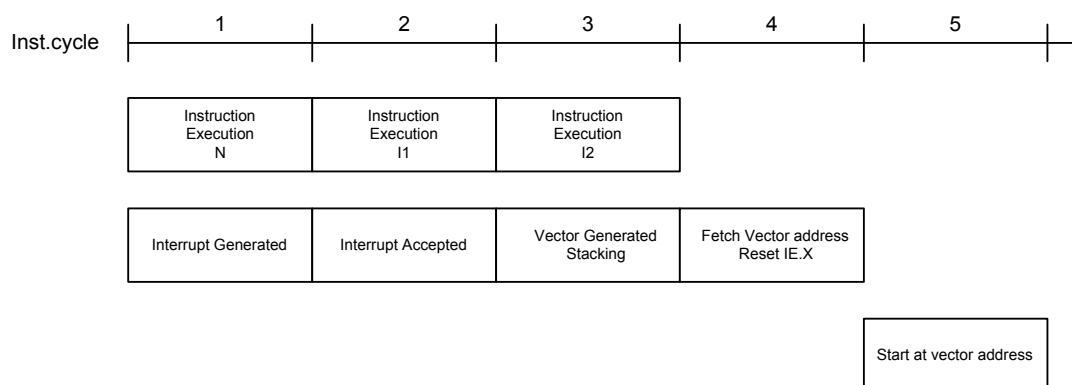 1 2 3 4 5
Inst.cycle
Instruction Execution N
Instruction Execution I1
Instruction Execution I2
Interrupt Generated
Interrupt Accepted
Vector Generated Stacking
Fetch Vector address Reset IE.X
Start at vector address